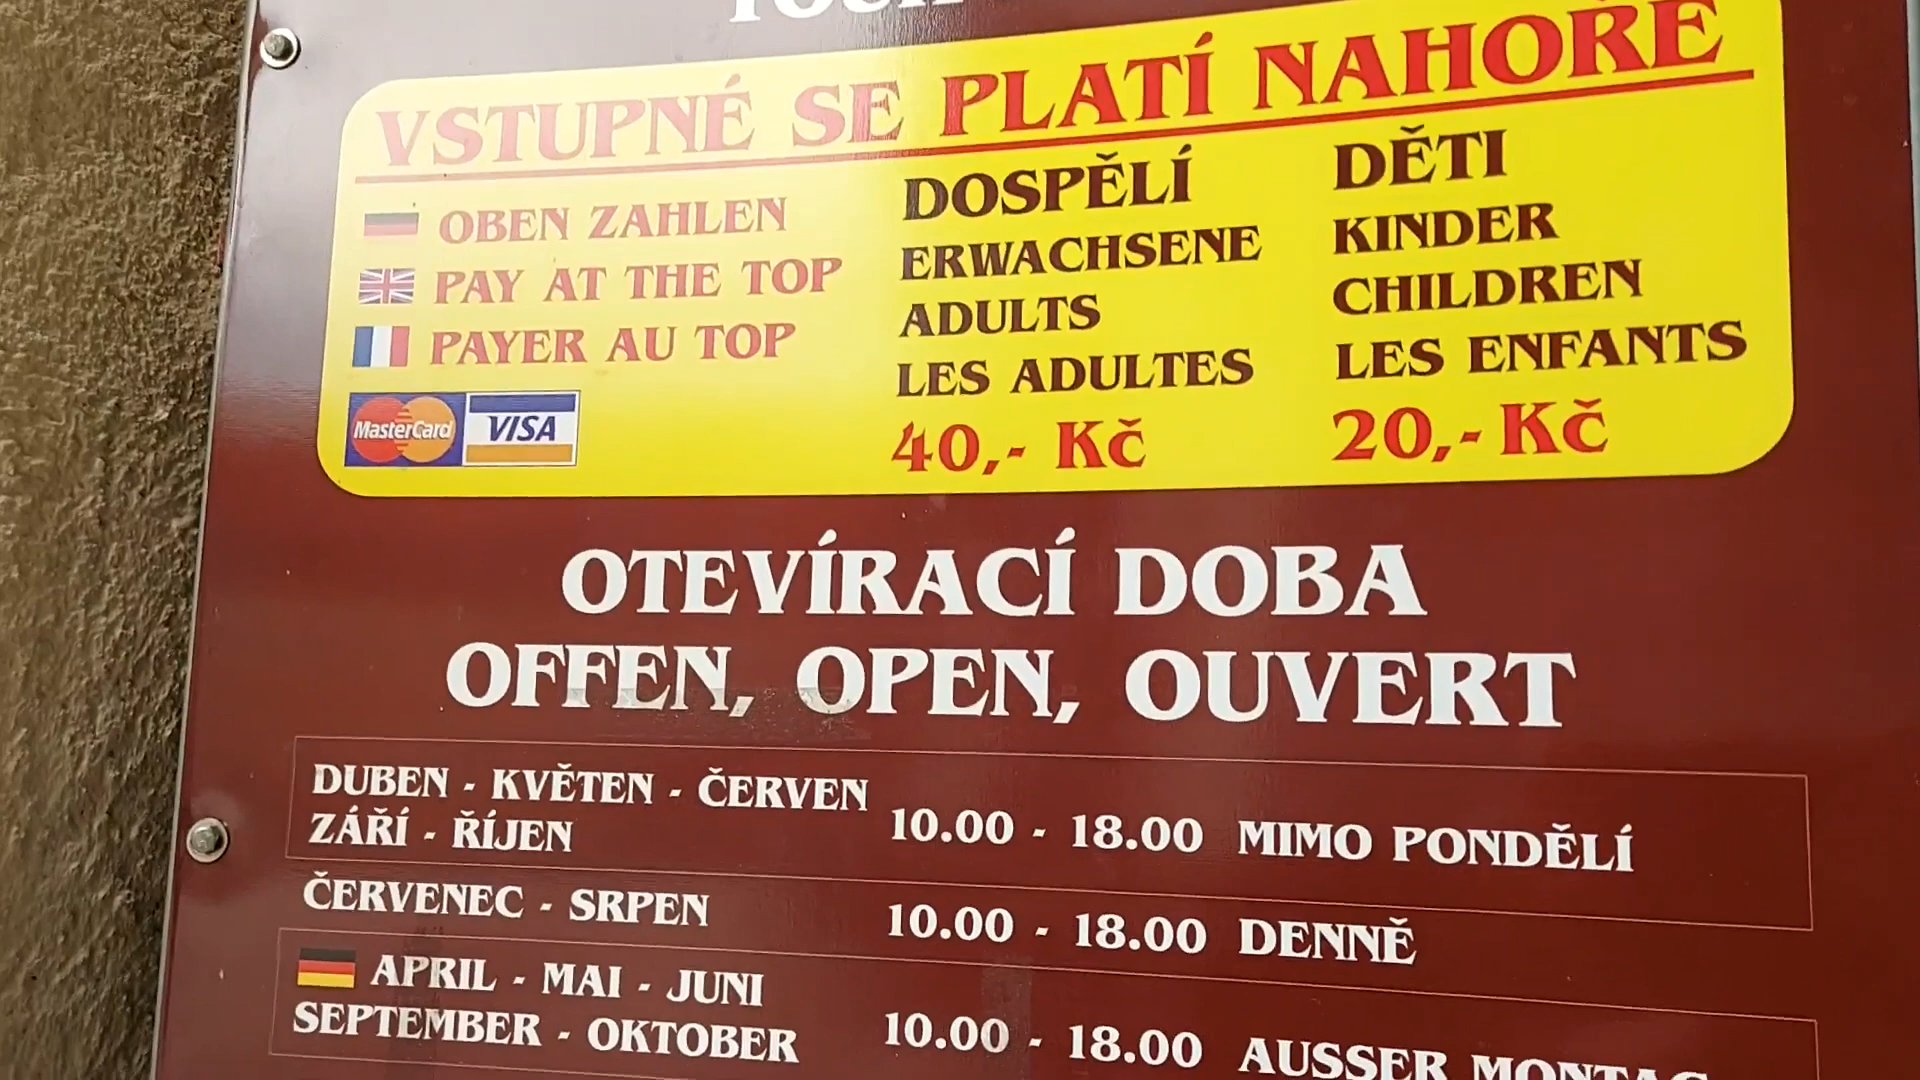 VSTUPNÉ SE PLATÍ NAHOŘE
OBEN ZAHLEN
PAY AT THE TOP
PAYER AU TOP
MasterCard VISA
DOSPĚLÍ
ERWACHSENE
ADULTS
LES ADULTES
40,- Kč
DĚTI
KINDER
CHILDREN
LES ENFANTS
20,- Kč
OTEVÍRACÍ DOBA
OFFEN, OPEN, OUVERT
DUBEN - KVĚTEN - ČERVEN
ZÁŘÍ - ŘÍJEN
10.00 - 18.00 MIMO PONDĚLÍ
ČERVENEC - SRPEN 10.00 - 18.00 DENNĚ
APRIL - MAI - JUNI
SEPTEMBER - OKTOBER
10.00 - 18.00 AUSSER MONTAG